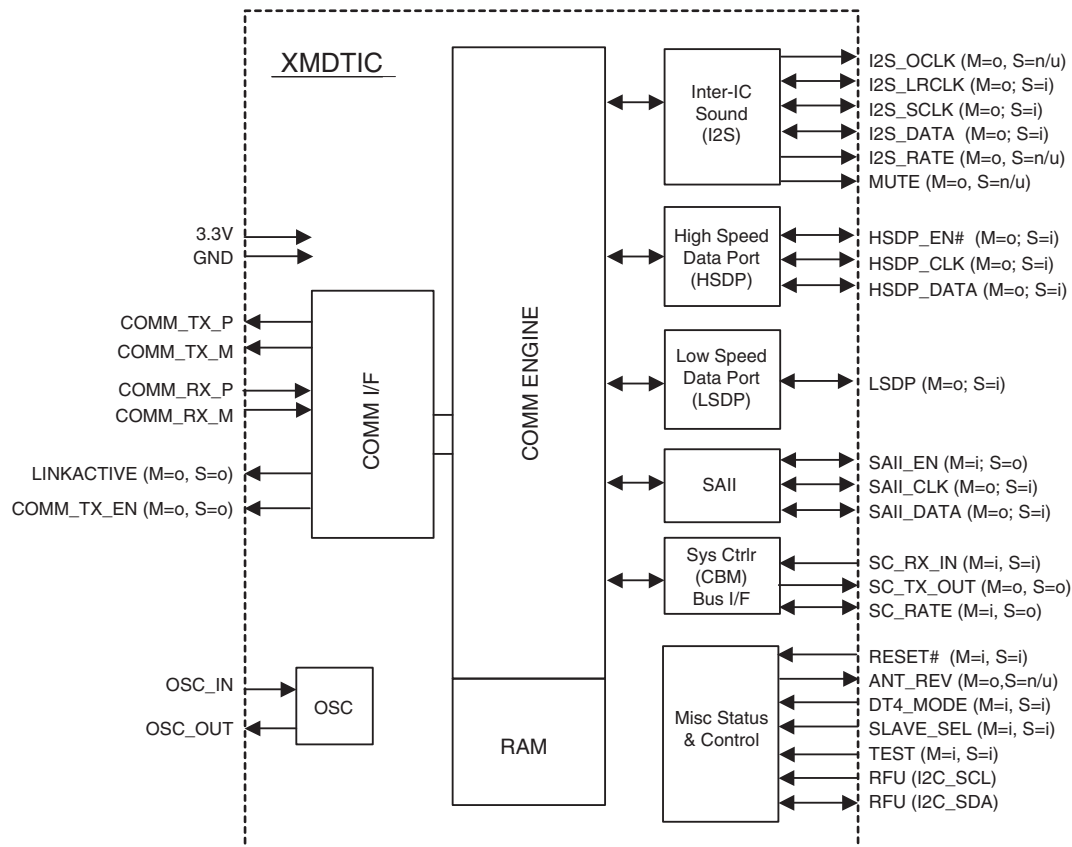 XMDTIC
3.3V
GND
COMM_TX_P
COMM_TX_M
COMM_RX_P
COMM_RX_M
LINKACTIVE (M=o, S=o)
COMM_TX_EN (M=o, S=o)
OSC_IN
OSC_OUT
OSC
COMM I/F
COMM ENGINE
RAM
Inter-IC
Sound
(I2S)
I2S_OCLK (M=o, S=n/u)
I2S_LRCLK (M=o; S=i)
I2S_SCLK (M=o; S=i)
I2S_DATA (M=o; S=i)
I2S_RATE (M=o, S=n/u)
MUTE (M=o, S=n/u)
High Speed
Data Port
(HSDP)
HSDP_EN# (M=o; S=i)
HSDP_CLK (M=o; S=i)
HSDP_DATA (M=o; S=i)
Low Speed
Data Port
(LSDP)
LSDP (M=o; S=i)
SAII
SAII_EN (M=i; S=o)
SAII_CLK (M=o; S=i)
SAII_DATA (M=o; S=i)
Sys Ctrlr
(CBM)
Bus I/F
SC_RX_IN (M=i, S=i)
SC_TX_OUT (M=o, S=o)
SC_RATE (M=i, S=o)
Misc Status
& Control
RESET# (M=i, S=i)
ANT_REV (M=o,S=n/u)
DT4_MODE (M=i, S=i)
SLAVE_SEL (M=i, S=i)
TEST (M=i, S=i)
RFU (I2C_SCL)
RFU (I2C_SDA)